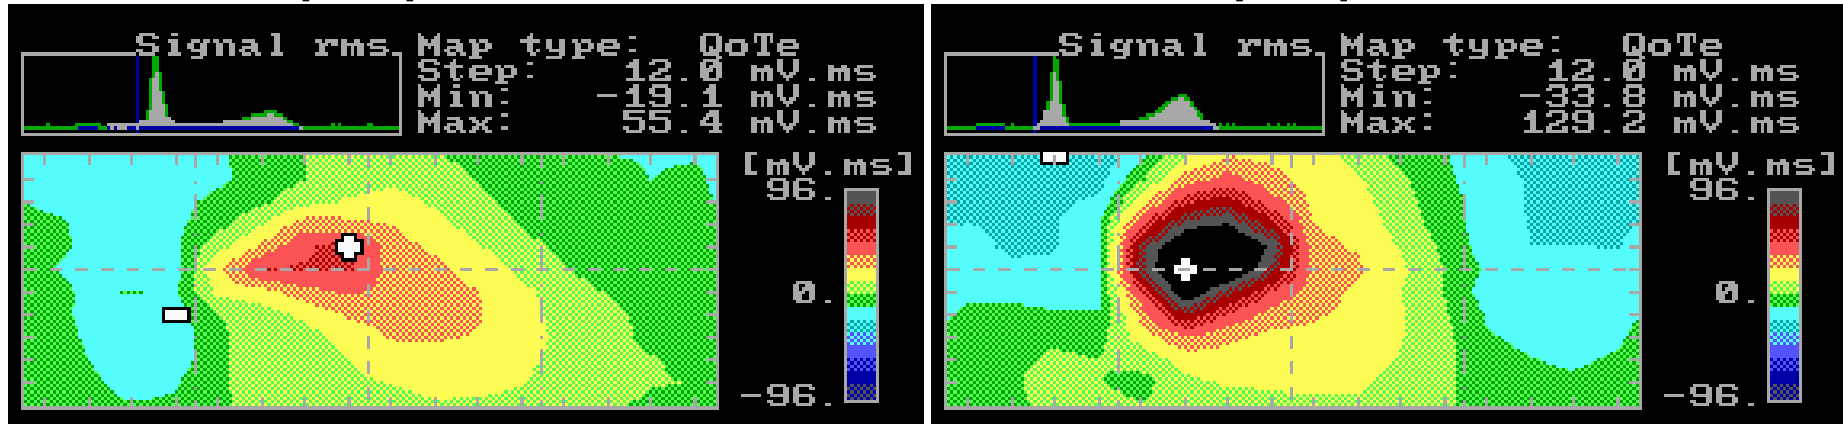 Signal rms Map type: QoTe
Step: 12.0 mV.ms
Min: -19.1 mV.ms
Max: 55.4 mV.ms
[mV.ms]
96.
0.
-96.
Signal rms Map type: QoTe
Step: 12.0 mV.ms
Min: -33.8 mV.ms
Max: 129.2 mV.ms
[mV.ms]
96.
0.
-96.